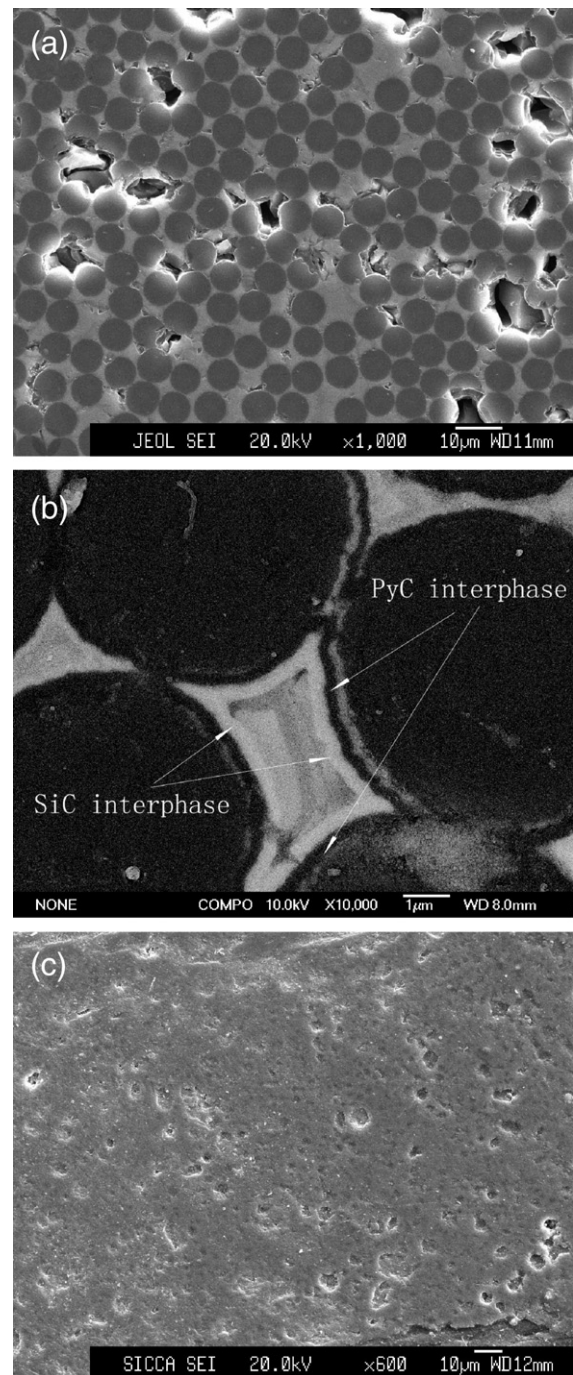 (a)
JEOL SEI 20.0kV ×1,000 10µm WD11mm
(b)
PyC interphase
SiC interphase
NONE COMPO 10.0kV X10,000 1µm WD 8.0mm
(c)
SICCA SEI 20.0kV ×600 10µm WD12mm